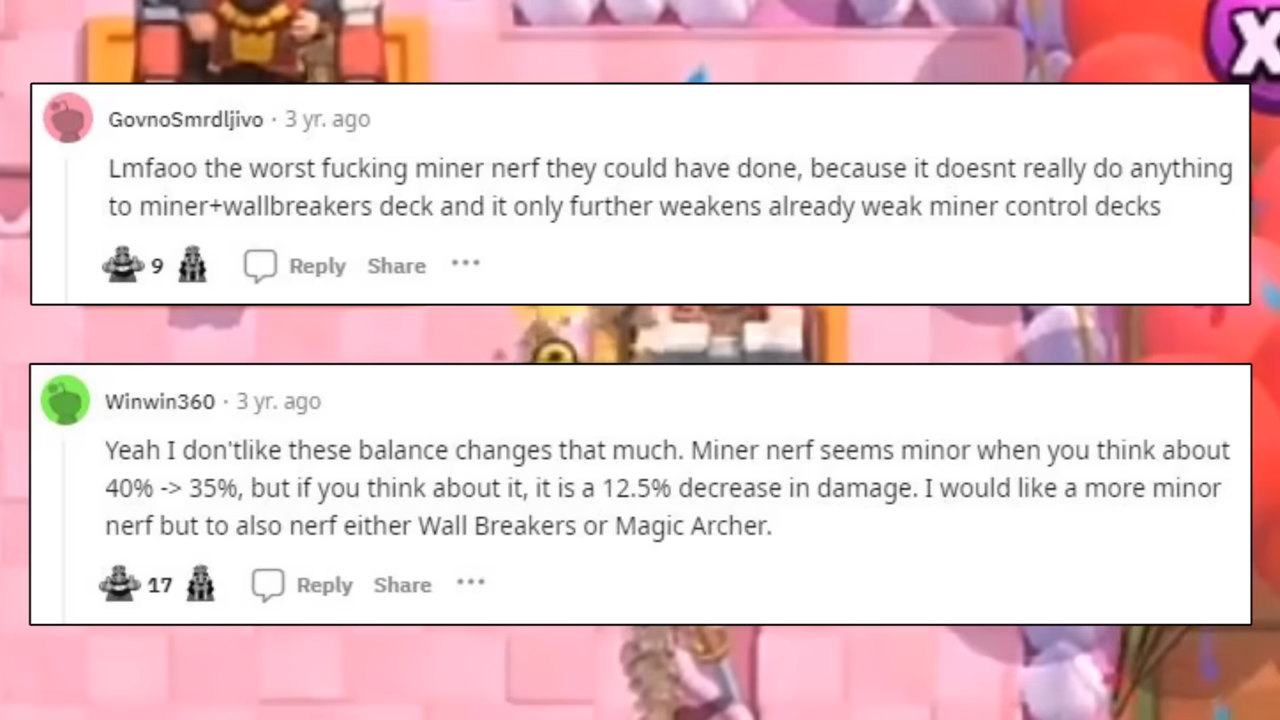 X
GovnoSmrdljivo · 3 yr. ago
Lmfaoo the worst fucking miner nerf they could have done, because it doesnt really do anything
to miner+wallbreakers deck and it only further weakens already weak miner control decks
9 Reply Share ...
Winwin360 · 3 yr. ago
Yeah I don'tlike these balance changes that much. Miner nerf seems minor when you think about
40% -> 35%, but if you think about it, it is a 12.5% decrease in damage. I would like a more minor
nerf but to also nerf either Wall Breakers or Magic Archer.
17 Reply Share ...